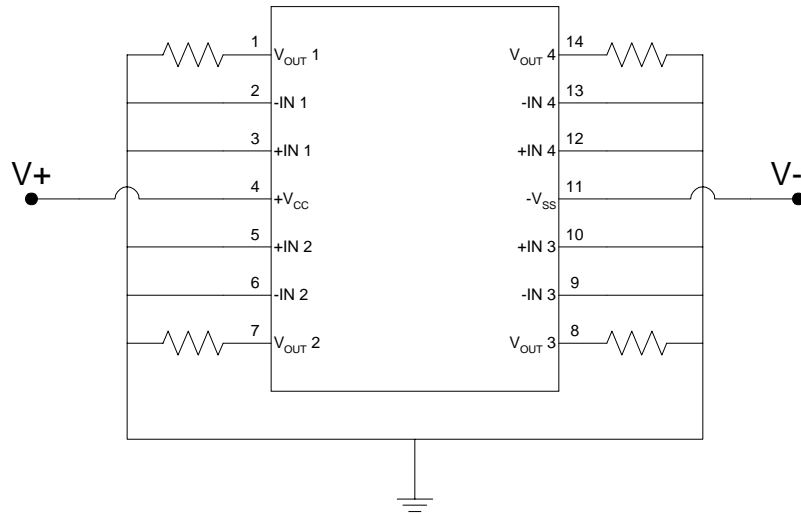 1 V_OUT 1
2 -IN 1
3 +IN 1
V+
4 +V_CC
5 +IN 2
6 -IN 2
7 V_OUT 2
V_OUT 4 14
-IN 4 13
+IN 4 12
-V_SS 11
V-
+IN 3 10
-IN 3 9
V_OUT 3 8